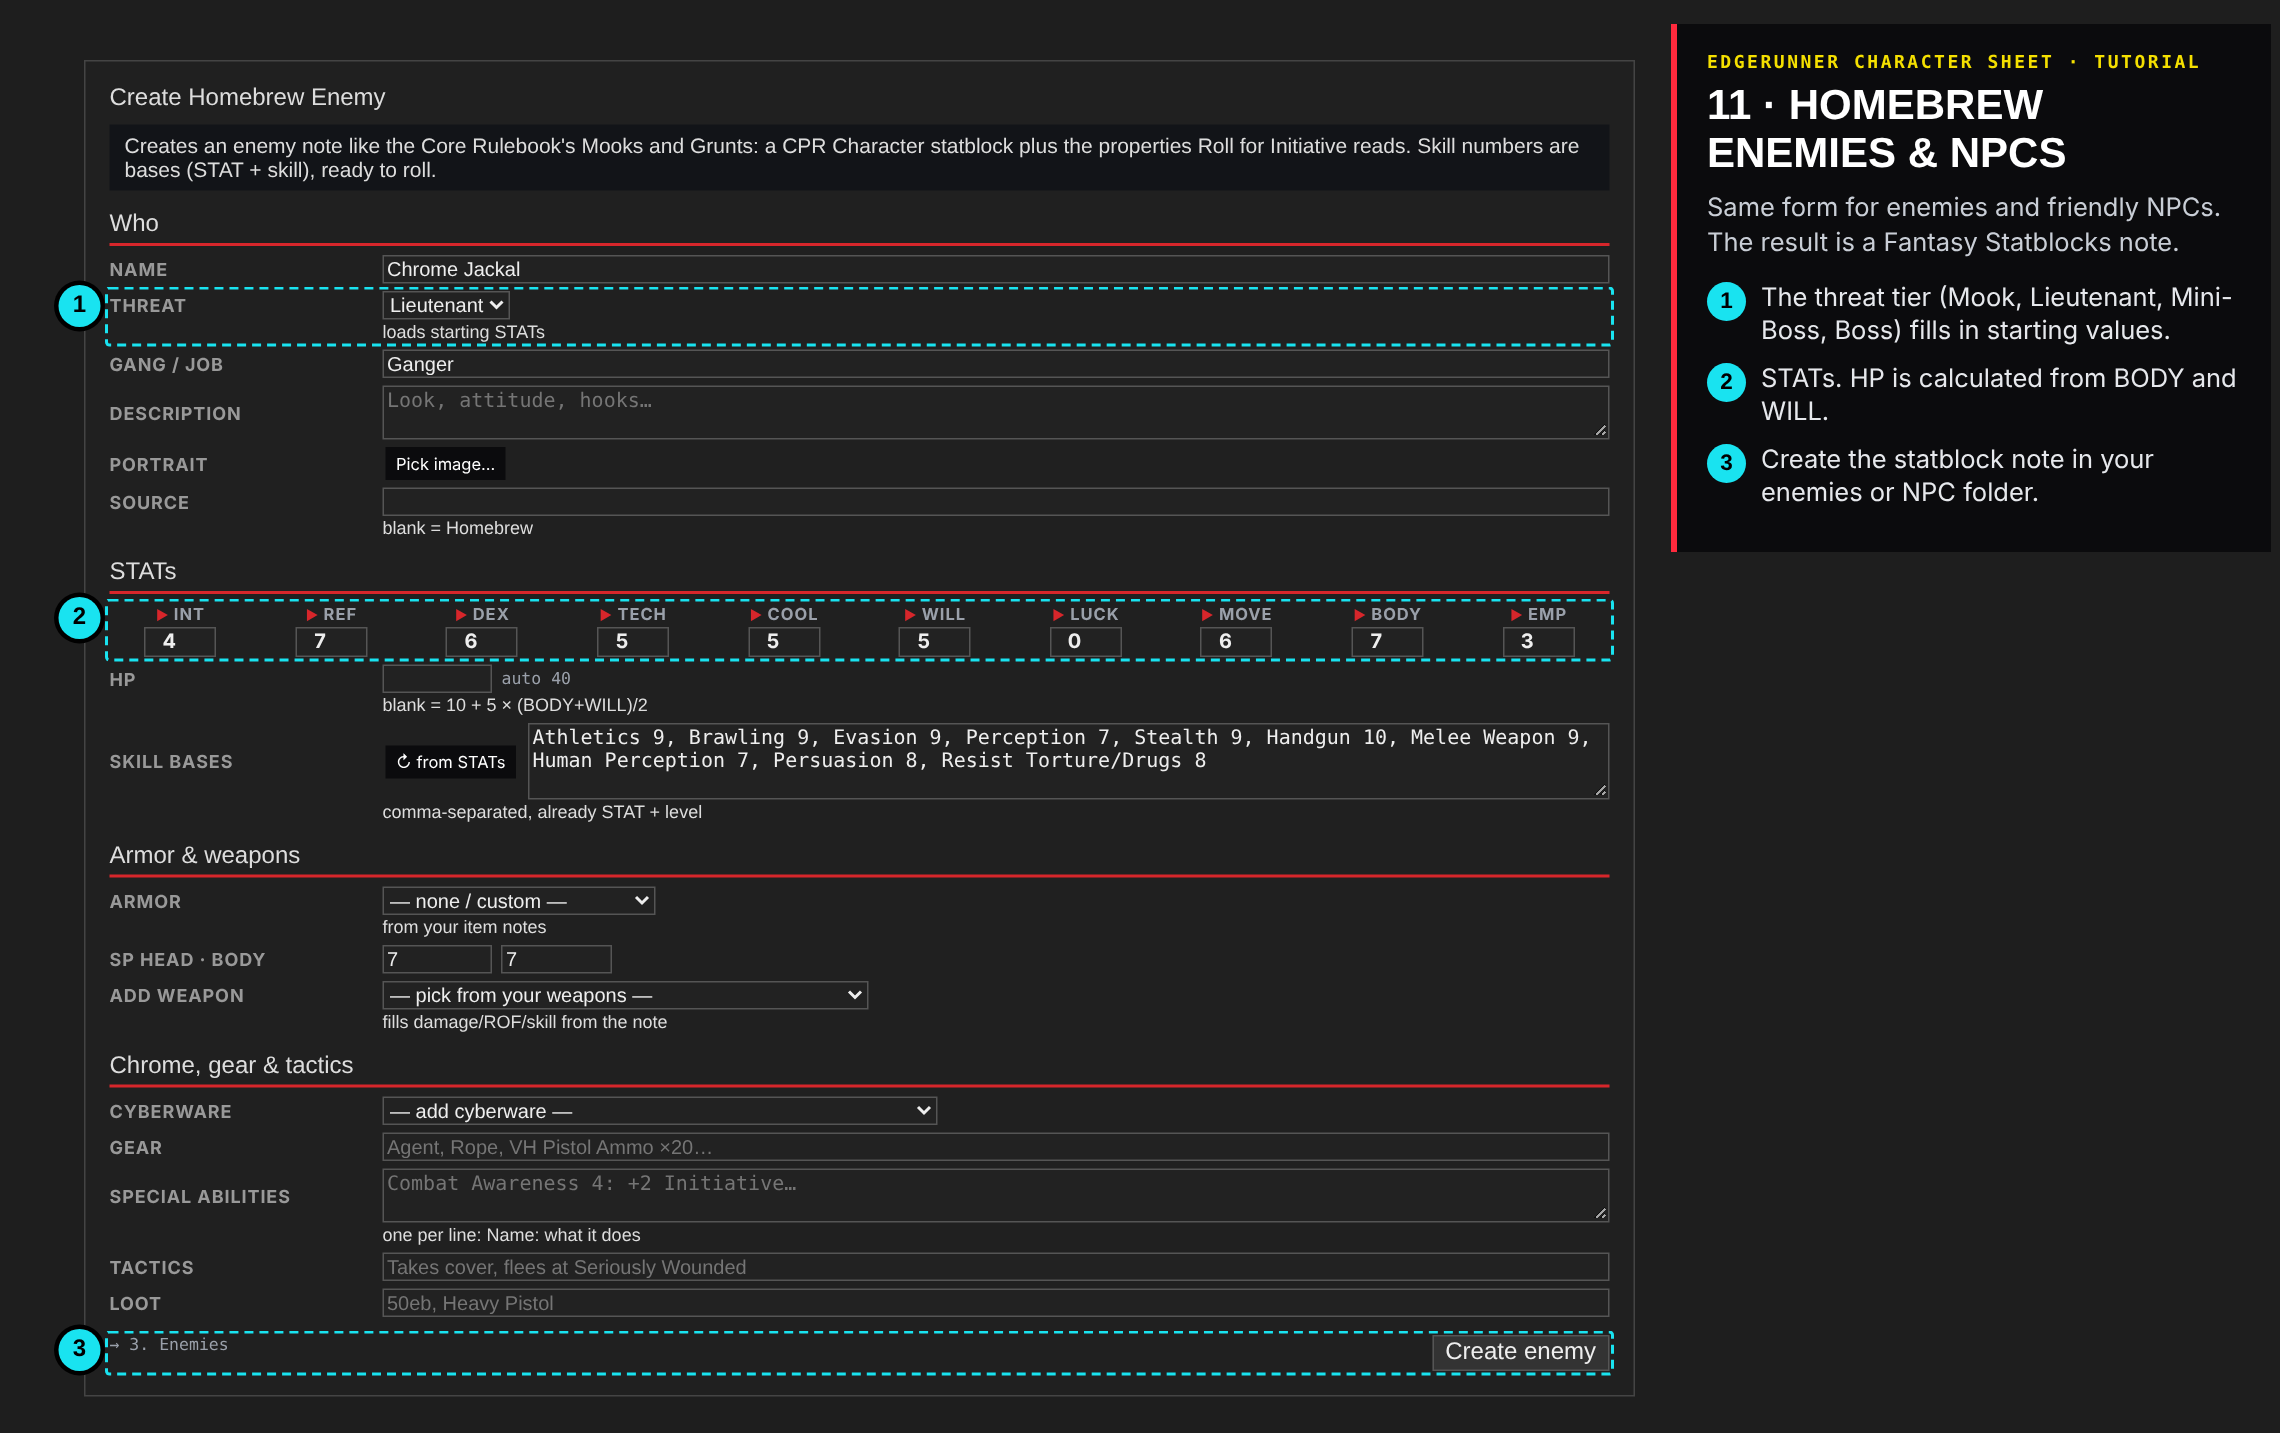 Create Homebrew Enemy
Creates an enemy note like the Core Rulebook's Mooks and Grunts: a CPR Character statblock plus the properties Roll for Initiative reads. Skill numbers are
bases (STAT + skill), ready to roll.
Who
NAME Chrome Jackal
1 THREAT Lieutenant
loads starting STATs
GANG / JOB Ganger
DESCRIPTION Look, attitude, hooks…
PORTRAIT Pick image…
SOURCE
blank = Homebrew
STATs
2 ▶ INT ▶ REF ▶ DEX ▶ TECH ▶ COOL ▶ WILL ▶ LUCK ▶ MOVE ▶ BODY ▶ EMP
4 7 6 5 5 5 0 6 7 3
HP auto 40
blank = 10 + 5 × (BODY+WILL)/2
SKILL BASES ↻ from STATs
Athletics 9, Brawling 9, Evasion 9, Perception 7, Stealth 9, Handgun 10, Melee Weapon 9,
Human Perception 7, Persuasion 8, Resist Torture/Drugs 8
comma-separated, already STAT + level
Armor & weapons
ARMOR — none / custom —
from your item notes
SP HEAD · BODY 7 7
ADD WEAPON — pick from your weapons —
fills damage/ROF/skill from the note
Chrome, gear & tactics
CYBERWARE — add cyberware —
GEAR Agent, Rope, VH Pistol Ammo ×20…
SPECIAL ABILITIES Combat Awareness 4: +2 Initiative…
one per line: Name: what it does
TACTICS Takes cover, flees at Seriously Wounded
LOOT 50eb, Heavy Pistol
3 → 3. Enemies Create enemy
EDGERUNNER CHARACTER SHEET · TUTORIAL
11 · HOMEBREW
ENEMIES & NPCS
Same form for enemies and friendly NPCs.
The result is a Fantasy Statblocks note.
1 The threat tier (Mook, Lieutenant, Mini-
Boss, Boss) fills in starting values.
2 STATs. HP is calculated from BODY and
WILL.
3 Create the statblock note in your
enemies or NPC folder.